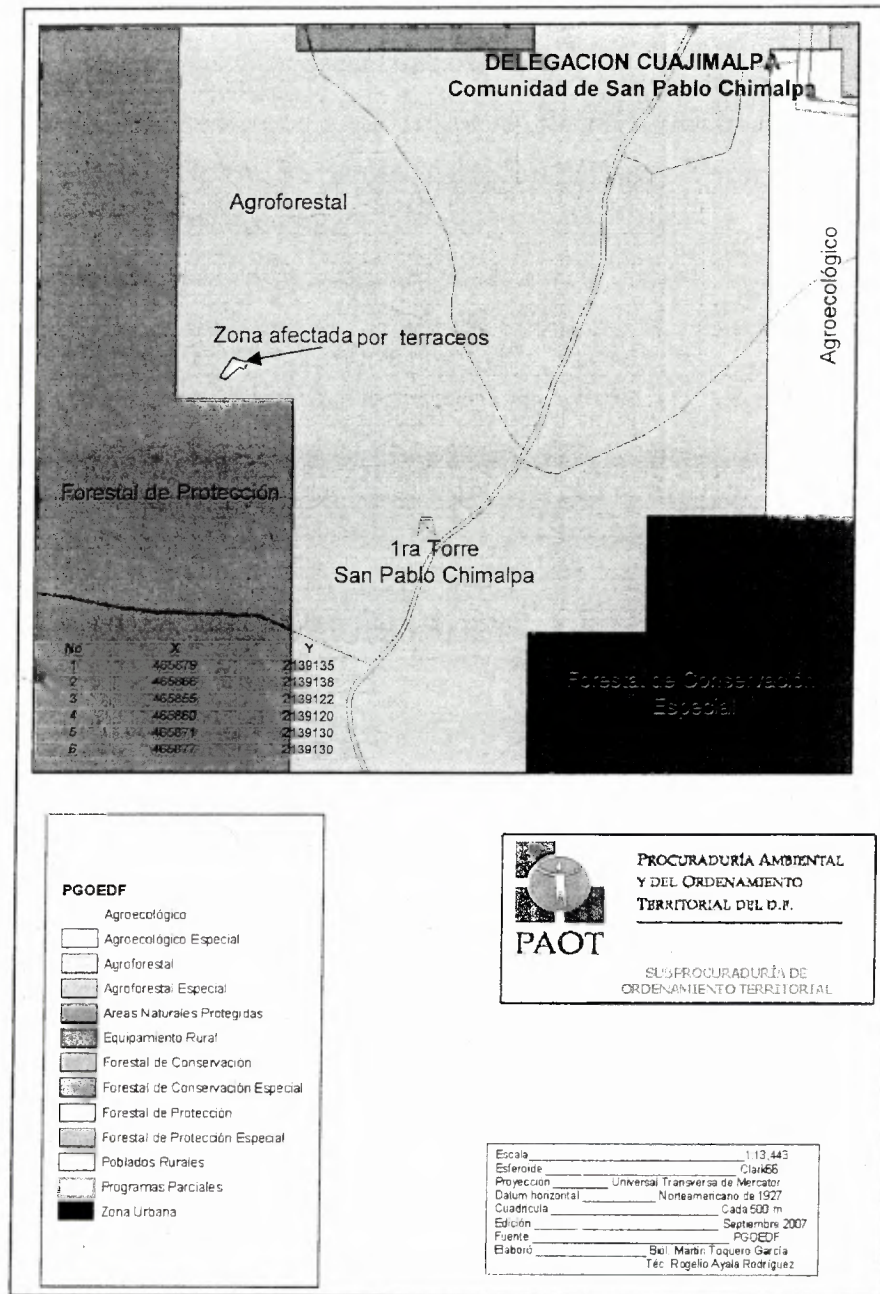 DELEGACION CUAJIMALPA
Comunidad de San Pablo Chimalpa
Agroforestal
Agroecológico
Zona afectada por terraceos
Forestal de Protección
1ra Torre
San Pablo Chimalpa
Forestal de Conservación
Especial
No X Y
1 465879 2139135
2 465866 2139138
3 465855 2139122
4 465860 2139120
5 465871 2139130
6 465877 2139130
PGOEDF
Agroecológico
Agroecológico Especial
Agroforestal
Agroforestal Especial
Areas Naturales Protegidas
Equipamiento Rural
Forestal de Conservación
Forestal de Conservación Especial
Forestal de Protección
Forestal de Protección Especial
Poblados Rurales
Programas Parciales
Zona Urbana
PAOT
PROCURADURÍA AMBIENTAL
Y DEL ORDENAMIENTO
TERRITORIAL DEL D.F.
SUBPROCURADURÍA DE
ORDENAMIENTO TERRITORIAL
Escala 1:13,443
Esferoide Clark66
Proyección Universal Transversa de Mercator
Datum horizontal Norteamericano de 1927
Cuadricula Cada 500 m
Edición Septiembre 2007
Fuente PGOEDF
Elaboró Biol. Martín Toquero García
Téc. Rogelio Ayala Rodríguez